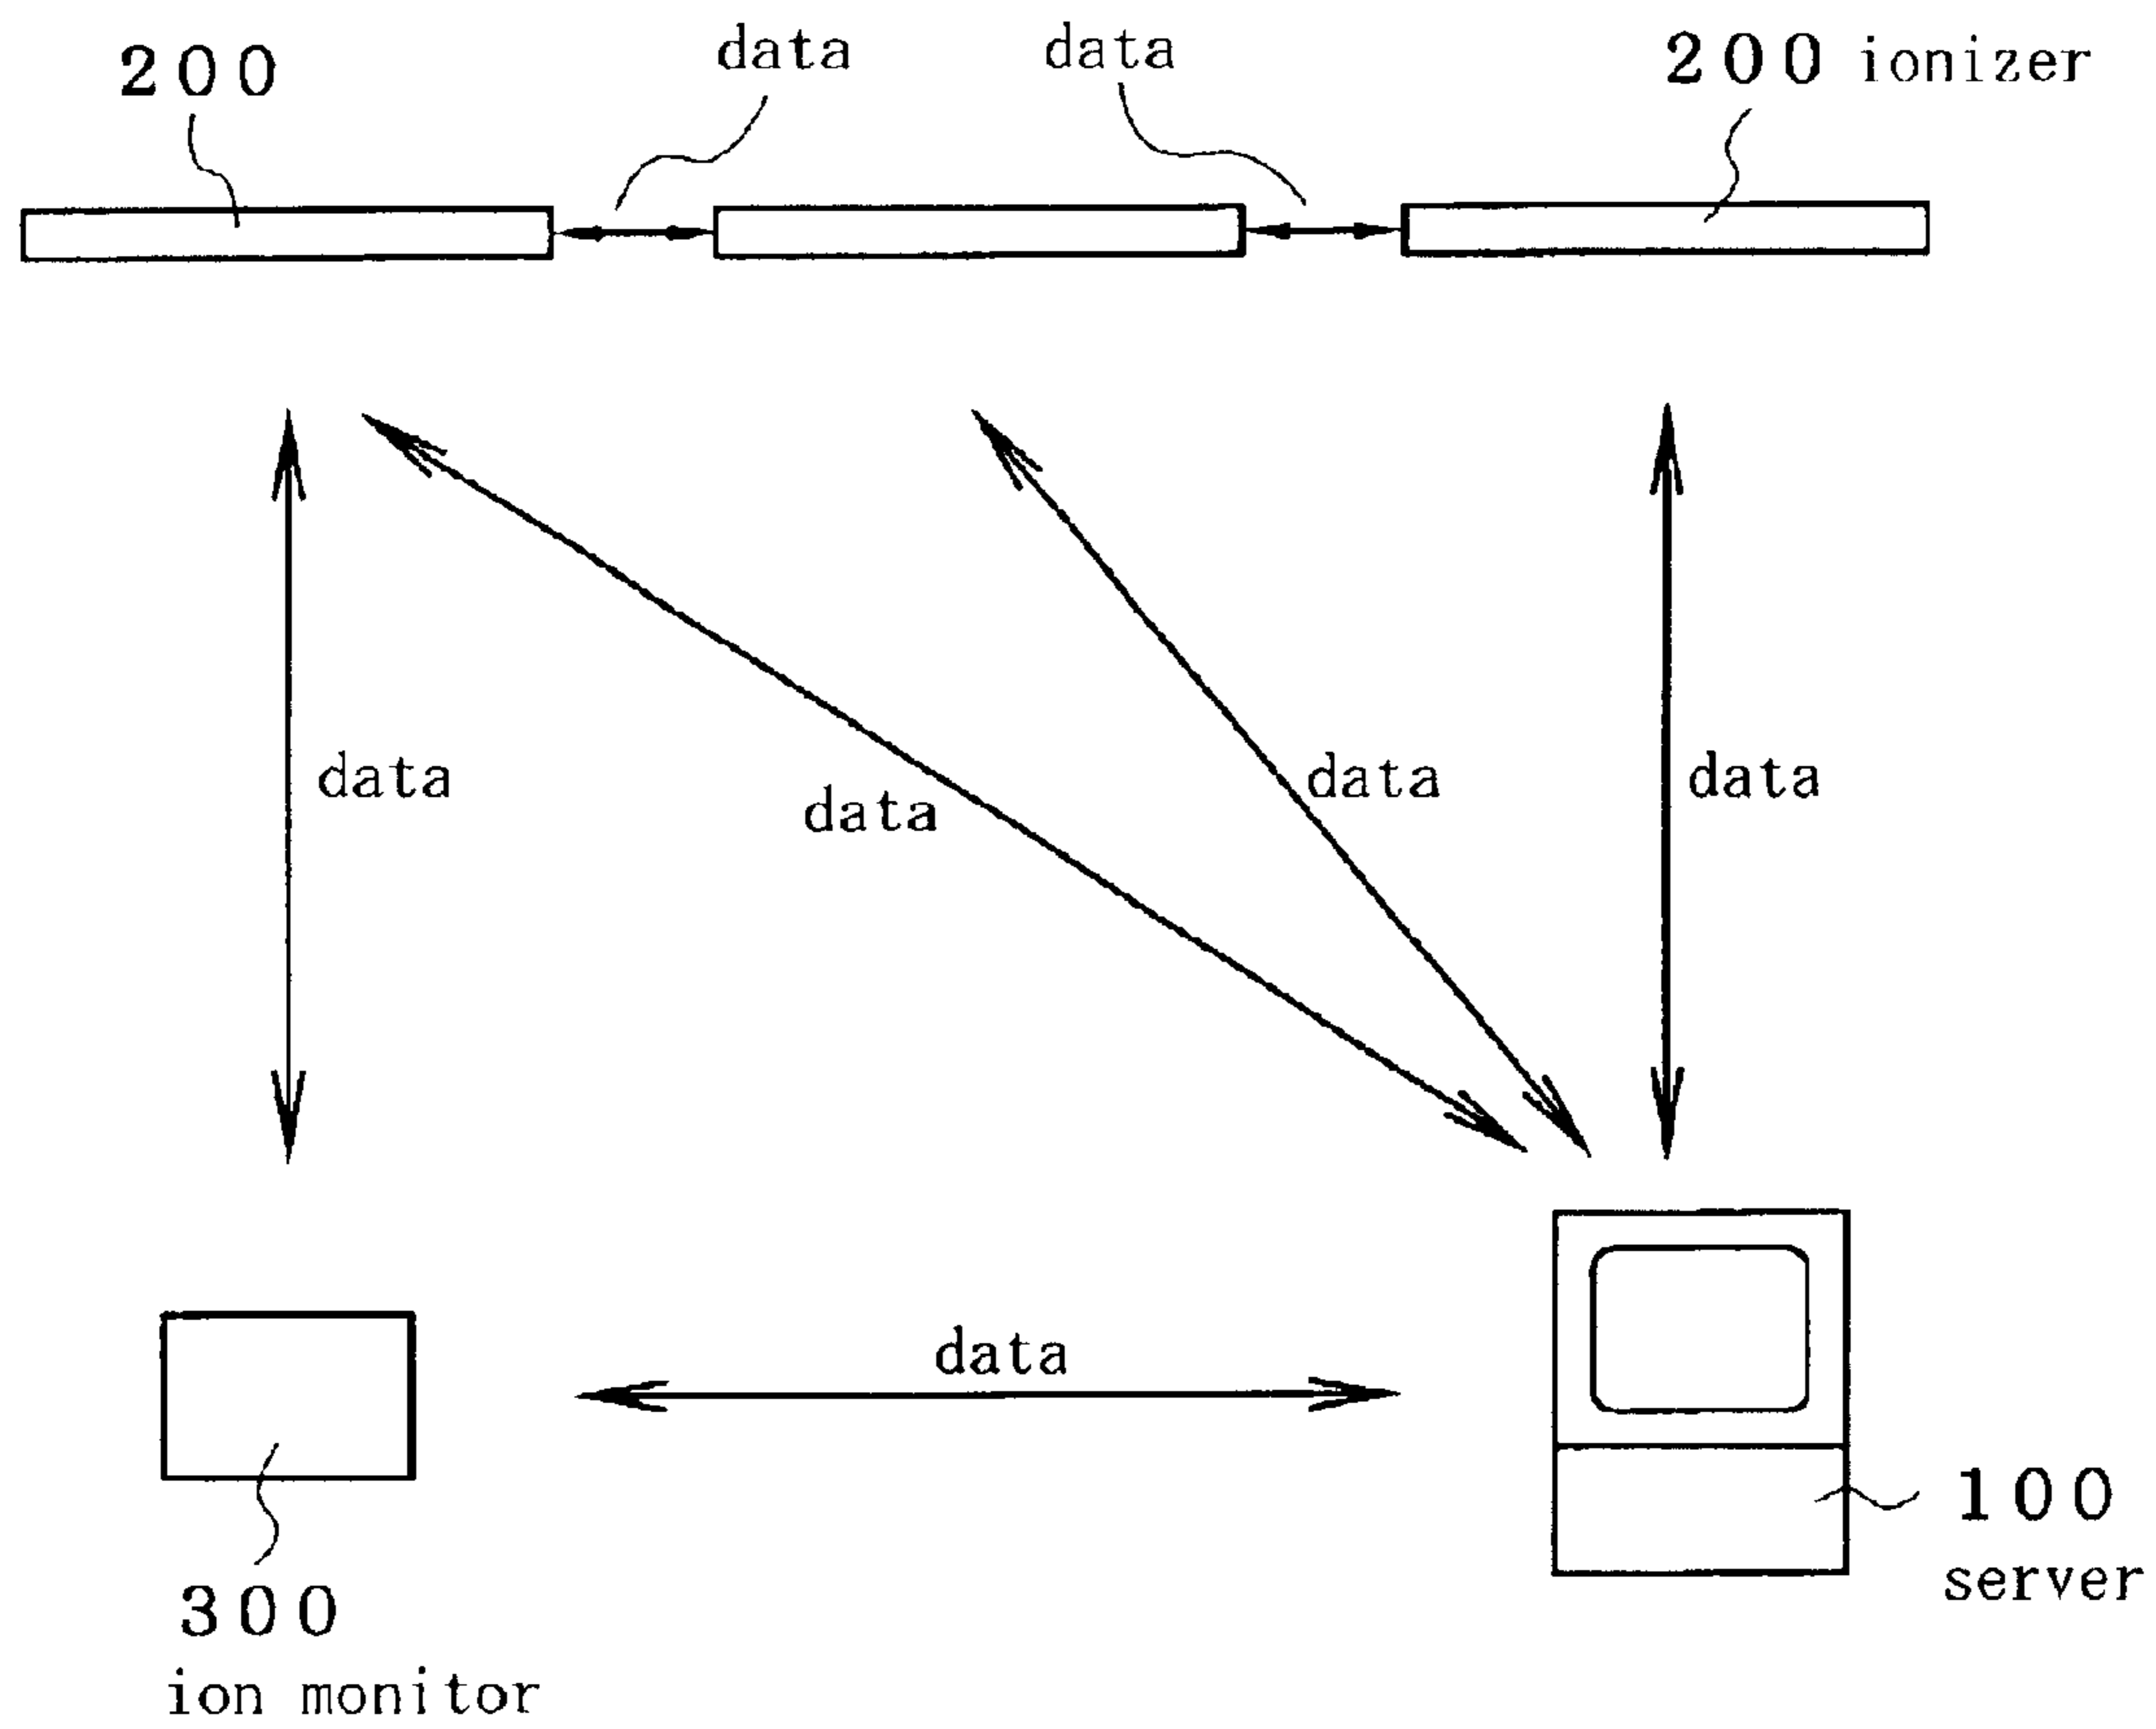 200
data
data
200 ionizer
data
data
data
data
data
300
ion monitor
100
server